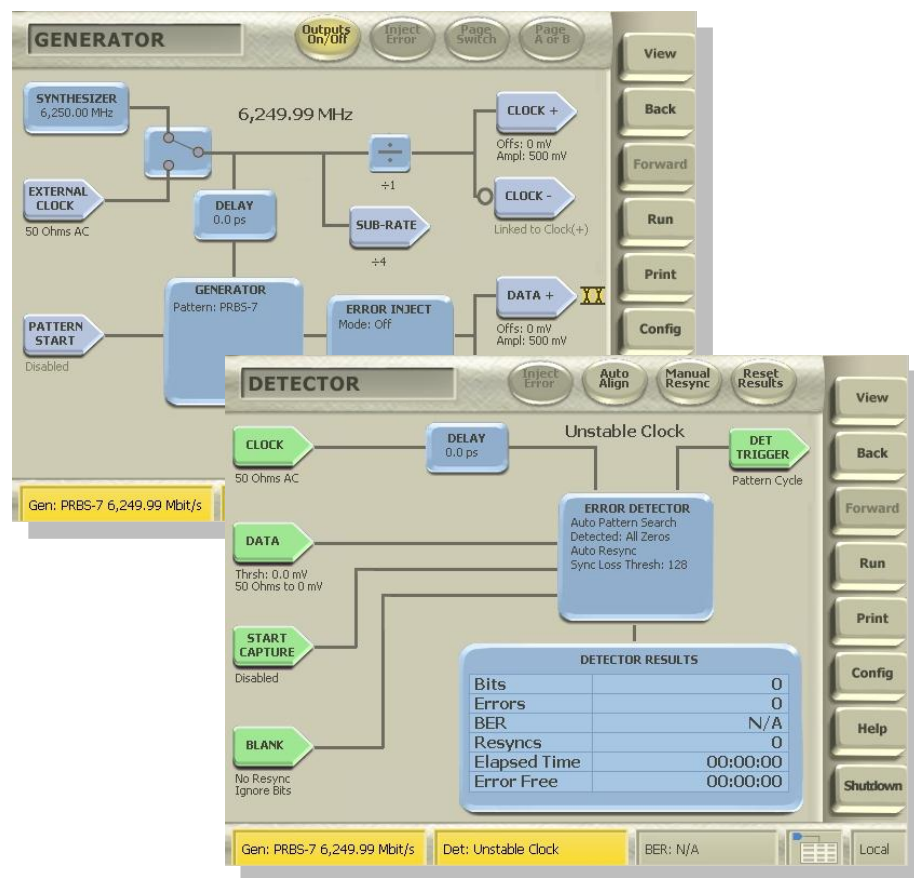 GENERATOR
Outputs
On/Off
Inject
Error
Page
Switch
Page
A or B
View
Back
Forward
Run
Print
Config
SYNTHESIZER
6,250.00 MHz
6,249.99 MHz
CLOCK +
Offs: 0 mV
Ampl: 500 mV
÷
÷1
EXTERNAL
CLOCK
50 Ohms AC
DELAY
0.0 ps
CLOCK -
Linked to Clock(+)
SUB-RATE
÷4
GENERATOR
Pattern: PRBS-7
ERROR INJECT
Mode: Off
DATA +
Offs: 0 mV
Ampl: 500 mV
PATTERN
START
Disabled
Gen: PRBS-7 6,249.99 Mbit/s
DETECTOR
Inject
Error
Auto
Align
Manual
Resync
Reset
Results
View
Back
Forward
Run
Print
Config
Help
Shutdown
CLOCK
50 Ohms AC
DELAY
0.0 ps
Unstable Clock
DET
TRIGGER
Pattern Cycle
ERROR DETECTOR
Auto Pattern Search
Detected: All Zeros
Auto Resync
Sync Loss Thresh: 128
DATA
Thrsh: 0.0 mV
50 Ohms to 0 mV
START
CAPTURE
Disabled
BLANK
No Resync
Ignore Bits
DETECTOR RESULTS
Bits 0
Errors 0
BER N/A
Resyncs 0
Elapsed Time 00:00:00
Error Free 00:00:00
Gen: PRBS-7 6,249.99 Mbit/s
Det: Unstable Clock
BER: N/A
Local